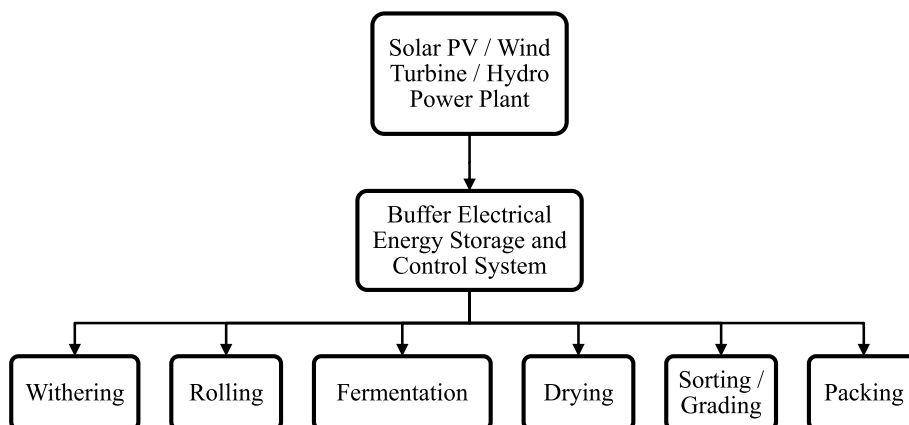 Solar PV / Wind
Turbine / Hydro
Power Plant
Buffer Electrical
Energy Storage and
Control System
Withering
Rolling
Fermentation
Drying
Sorting /
Grading
Packing